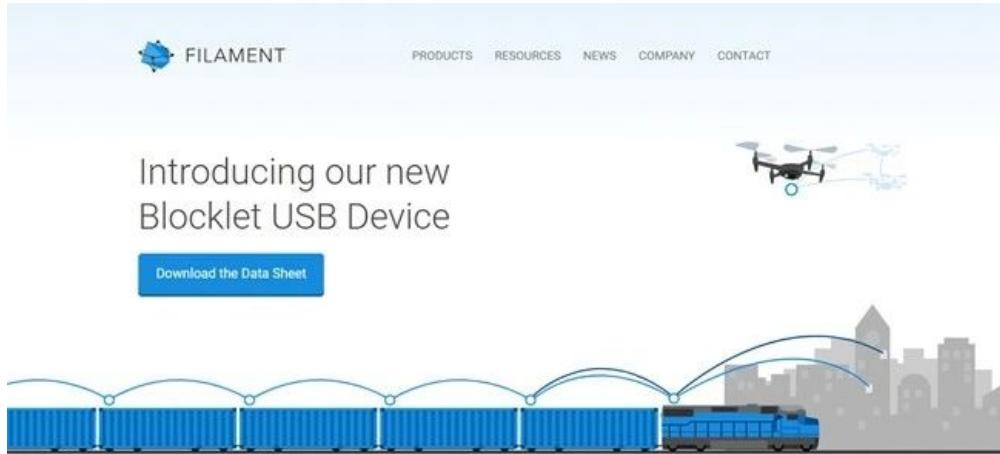 FILAMENT
PRODUCTS RESOURCES NEWS COMPANY CONTACT
Introducing our new
Blocklet USB Device
Download the Data Sheet